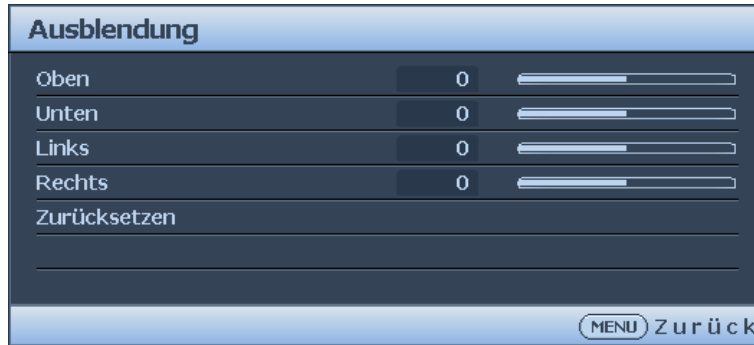 Ausblendung
Oben 0
Unten 0
Links 0
Rechts 0
Zurücksetzen
MENU Zurück